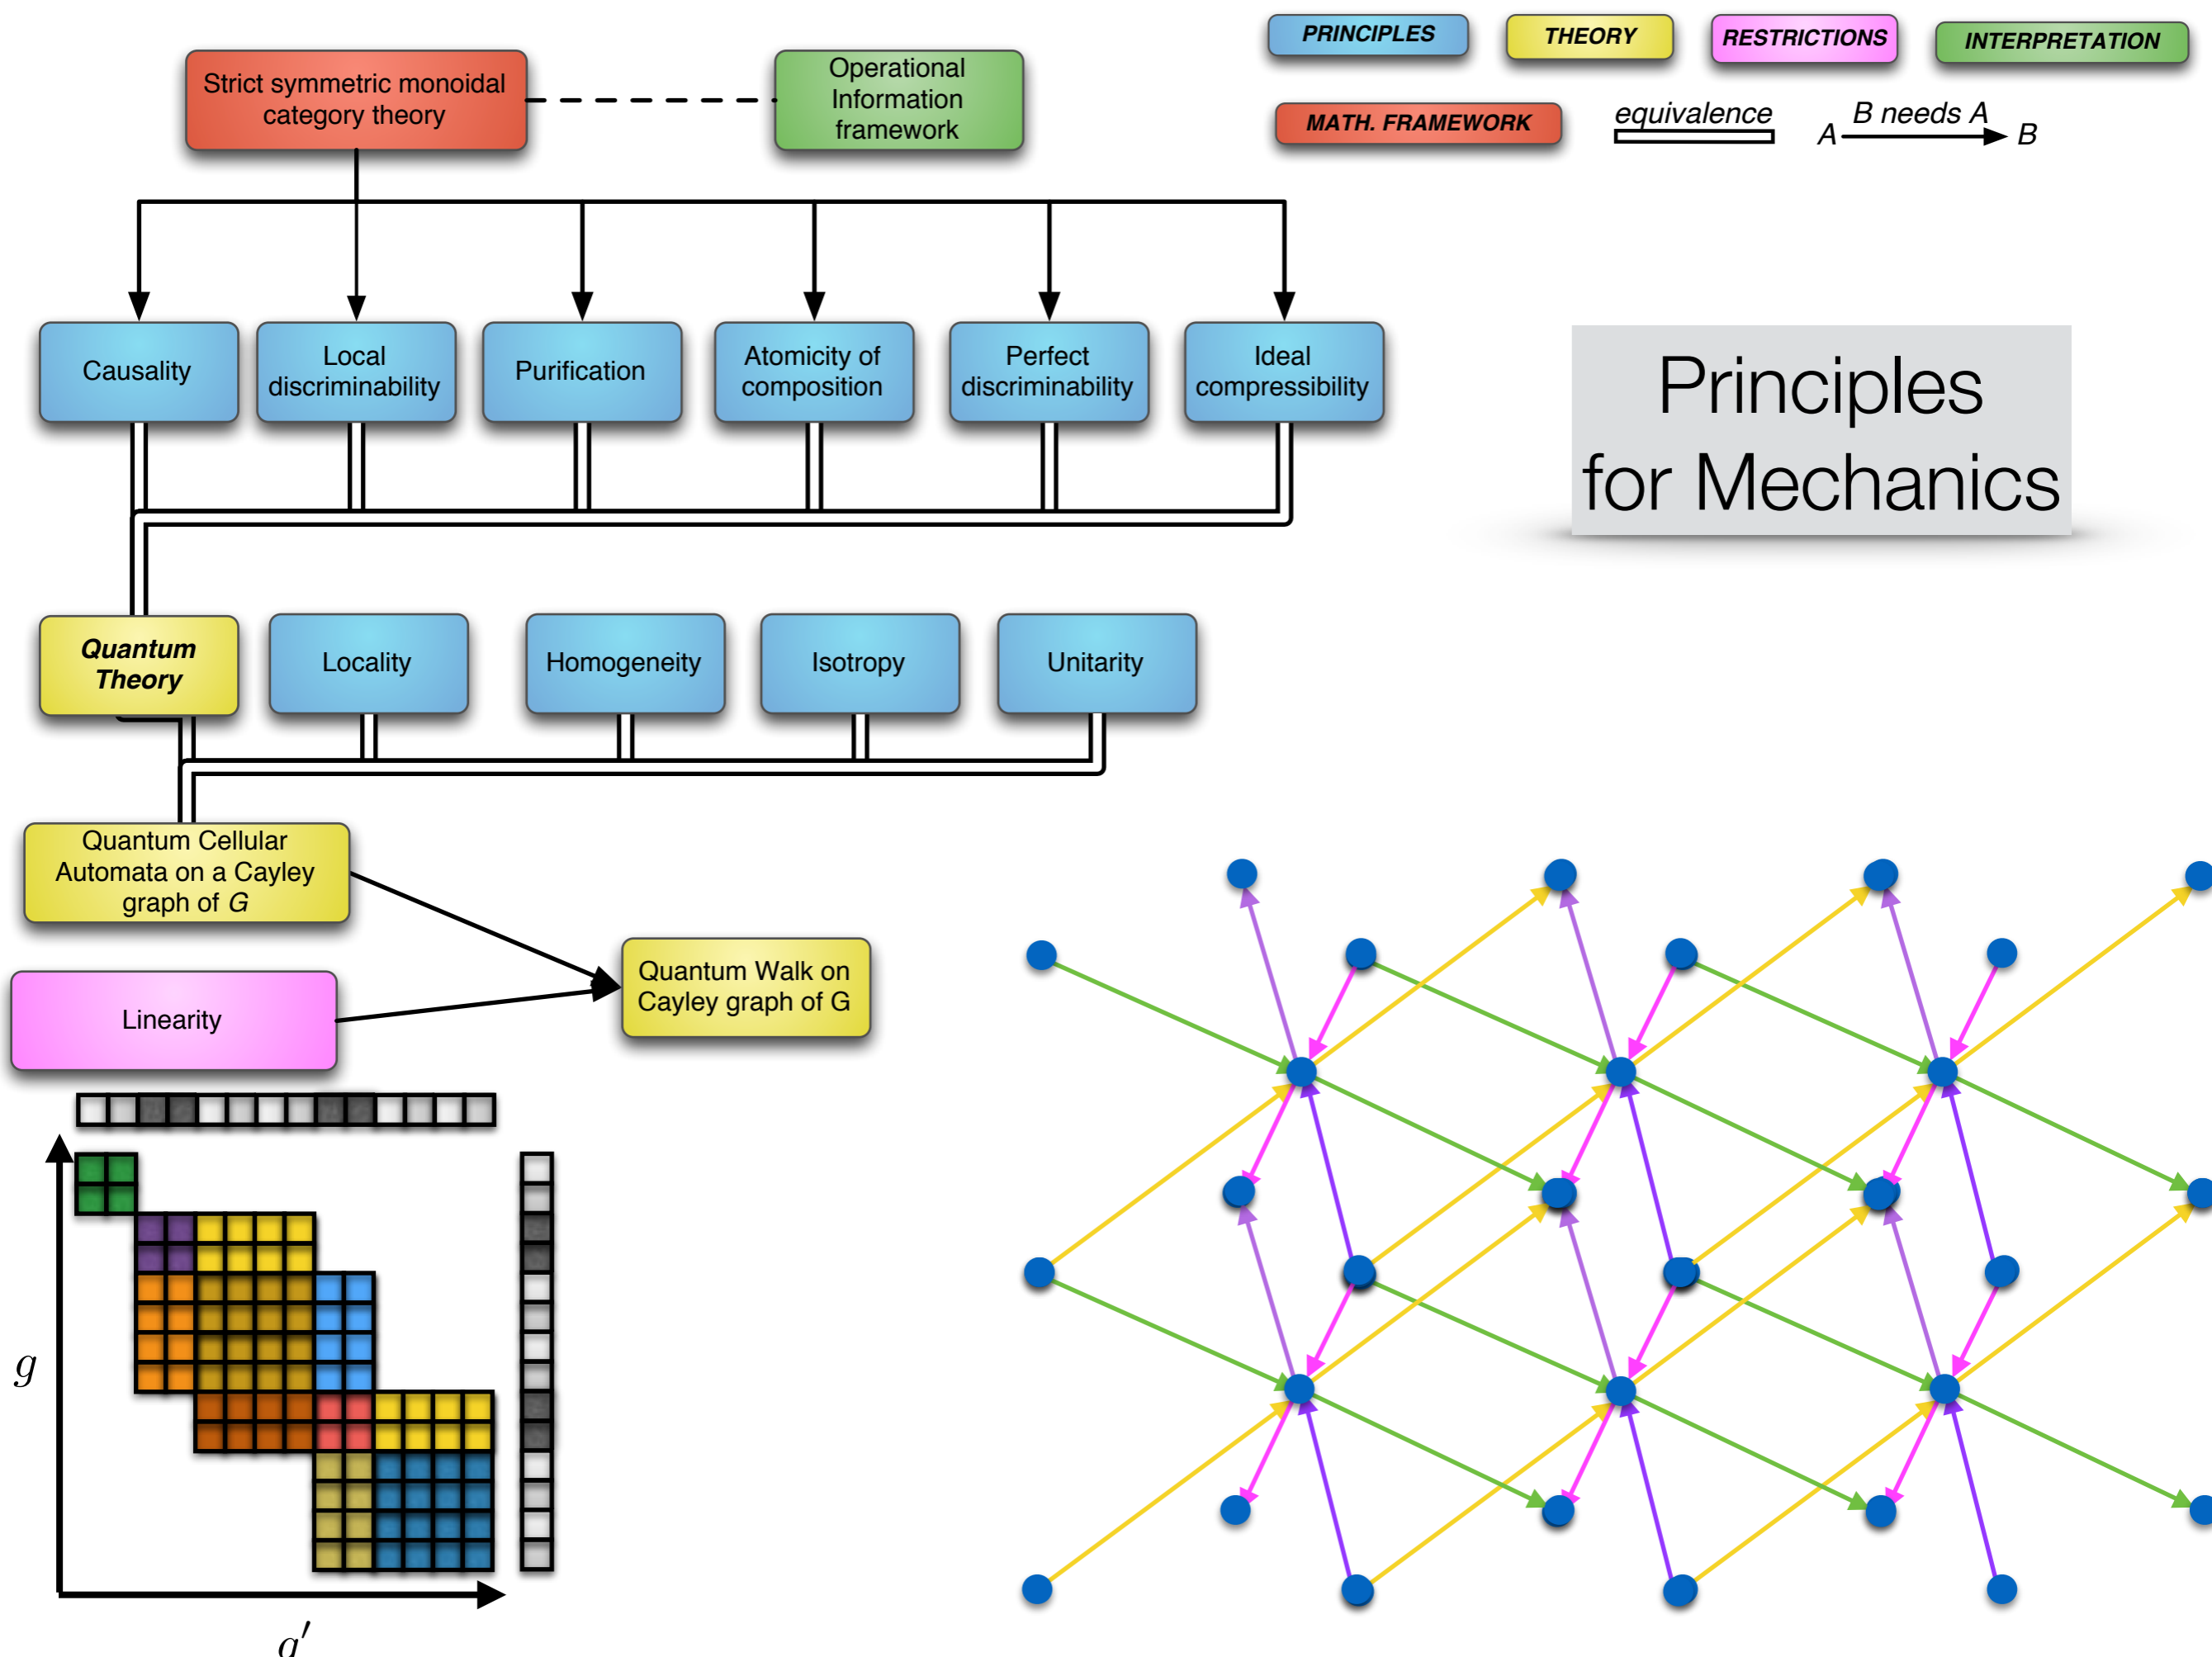 PRINCIPLES
THEORY
RESTRICTIONS
INTERPRETATION
MATH. FRAMEWORK
equivalence
B needs A
A
B
Strict symmetric monoidal
category theory
Operational
Information
framework
Causality
Local
discriminability
Purification
Atomicity of
composition
Perfect
discriminability
Ideal
compressibility
Principles
for Mechanics
Quantum
Theory
Locality
Homogeneity
Isotropy
Unitarity
Quantum Cellular
Automata on a Cayley
graph of G
Quantum Walk on
Cayley graph of G
Linearity
g
g′